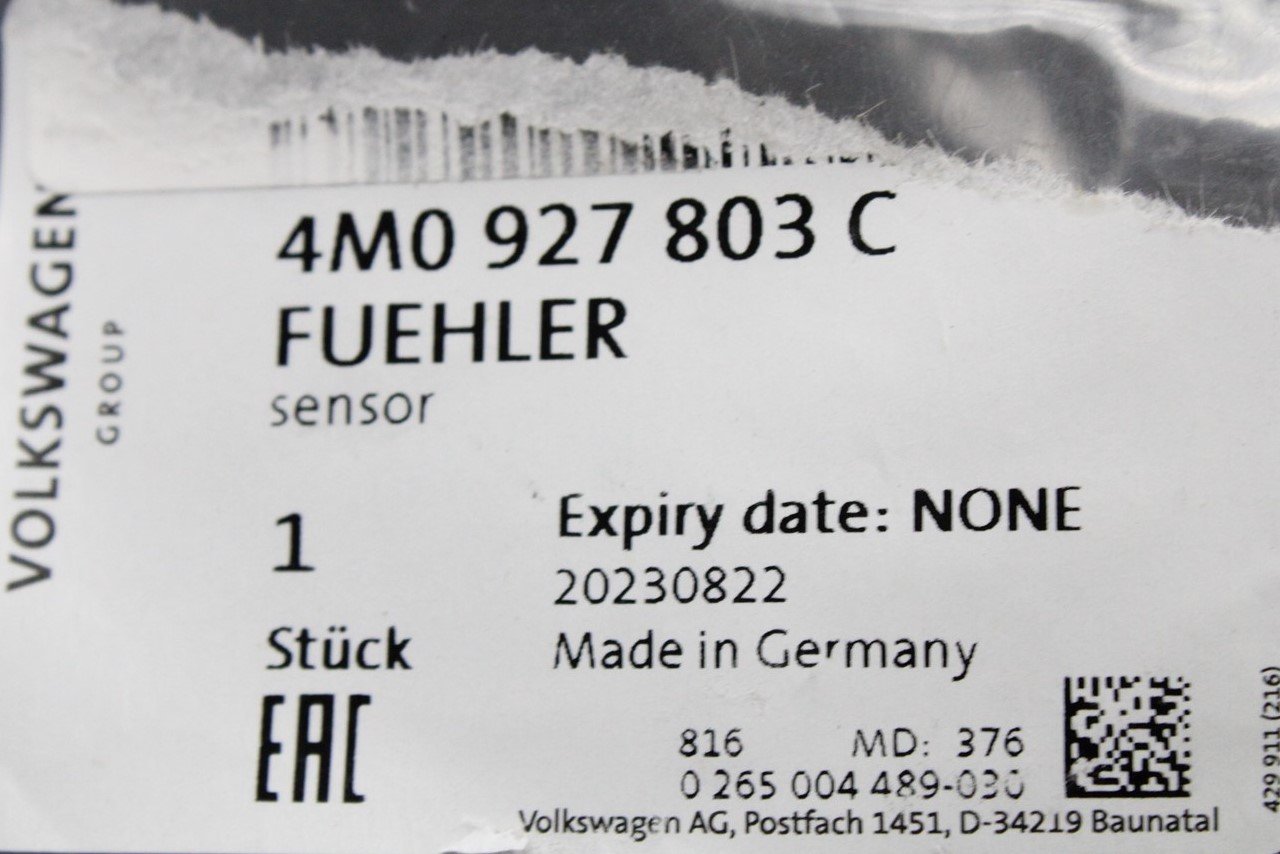 VOLKSWAGEN
GROUP
4M0 927 803 C
FUEHLER
sensor
1
Expiry date: NONE
20230822
Stück
Made in Germany
EAC
816 MD: 376
0 265 004 489-030
Volkswagen AG, Postfach 1451, D-34219 Baunatal
429 911 (216)